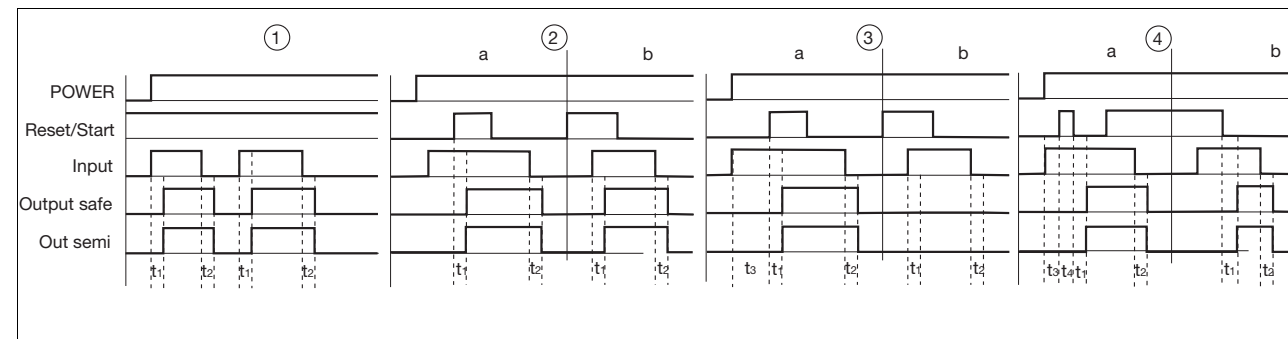 ① ② ③ ④
a b a b a b
POWER
Reset/Start
Input
Output safe
Out semi
t1 t2 t1 t2 t1 t2 t1 t2 t3 t1 t2 t1 t2 t3 t4 t1 t2 t1 t2